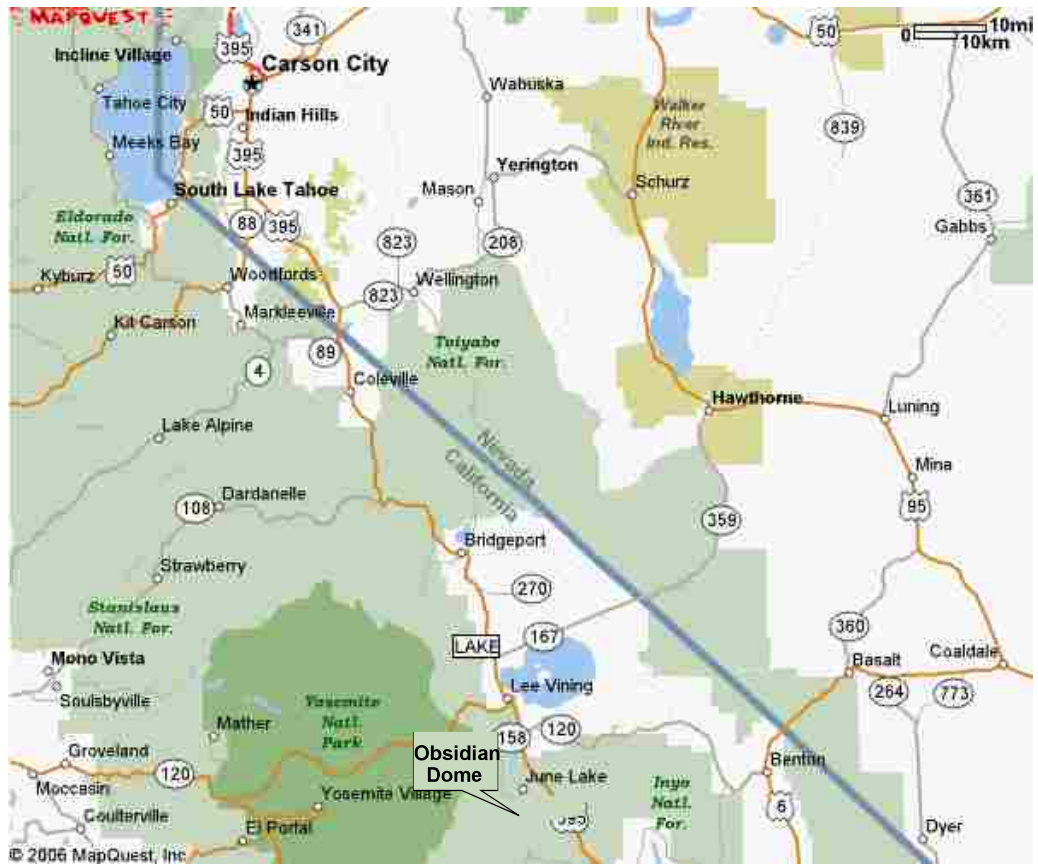 MAPQUEST
10mi
0
10km
341
50
Incline Village
395
Carson City
Wabuska
Tahoe City
50
Indian Hills
Walker
River
Ind. Res.
839
Meeks Bay
395
Yerington
South Lake Tahoe
Mason
Schurz
361
Eldorado
Natl. For.
88
395
823
208
Gabbs
Kyburz
50
Woodfords
823
Wellington
Markleeville
Kit Carson
89
Toiyabe
Natl. For.
4
Coleville
Hawthorne
Luning
Lake Alpine
Nevada
California
Mina
108
Dardanelle
359
95
Bridgeport
Strawberry
270
Stanislaus
Natl. For.
360
LAKE
167
Mono Vista
Basalt
Coaldale
Soulsbyville
Lee Vining
264
773
Mather
Yosemite
Natl.
Park
158
120
Obsidian
Dome
Groveland
120
June Lake
Benton
Moccasin
Yosemite Village
Inyo
Natl.
For.
6
Coulterville
El Portal
395
Dyer
© 2006 MapQuest, Inc